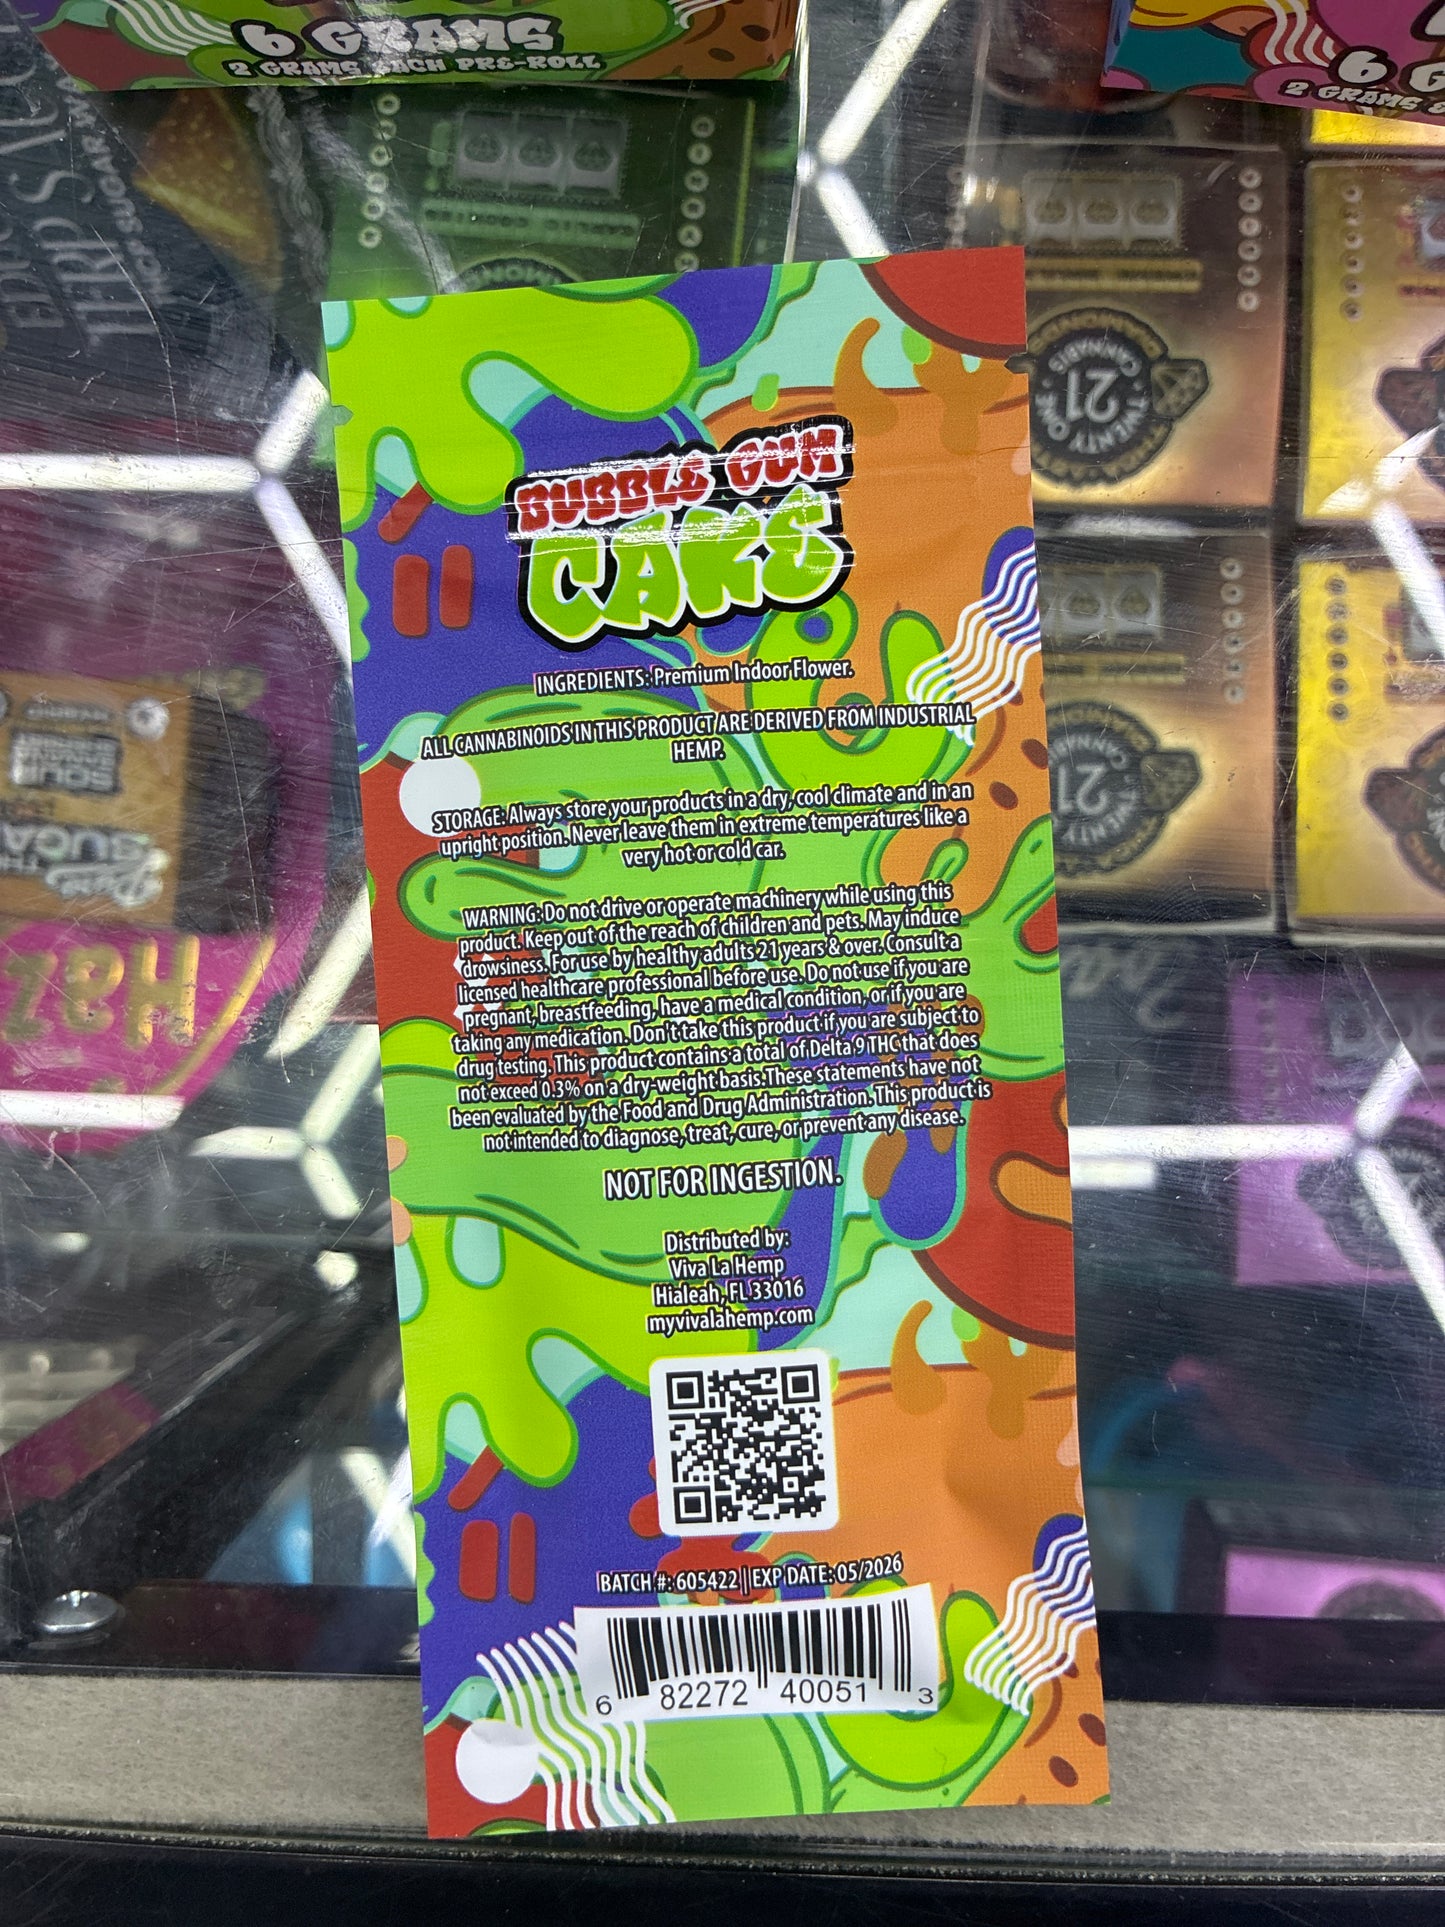 6 GRAMS
2 GRAMS EACH PRE-ROLL
6 G
2 GRAMS
BUBBLE GUM
CAKE
INGREDIENTS: Premium Indoor Flower.
ALL CANNABINOIDS IN THIS PRODUCT ARE DERIVED FROM INDUSTRIAL
HEMP.
STORAGE: Always store your products in a dry, cool climate and in an
upright position. Never leave them in extreme temperatures like a
very hot or cold car.
WARNING: Do not drive or operate machinery while using this
product. Keep out of the reach of children and pets. May induce
drowsiness. For use by healthy adults 21 years & over. Consult a
licensed healthcare professional before use. Do not use if you are
pregnant, breastfeeding, have a medical condition, or if you are
taking any medication. Don't take this product if you are subject to
drug testing. This product contains a total of Delta 9 THC that does
not exceed 0.3% on a dry-weight basis.These statements have not
been evaluated by the Food and Drug Administration. This product is
not intended to diagnose, treat, cure, or prevent any disease.
NOT FOR INGESTION.
Distributed by:
Viva La Hemp
Hialeah, FL 33016
myvivalahemp.com
BATCH #: 605422 || EXP DATE: 05/2026
6 82272 40051 3
TWENTY ONE
CANNABIS
21